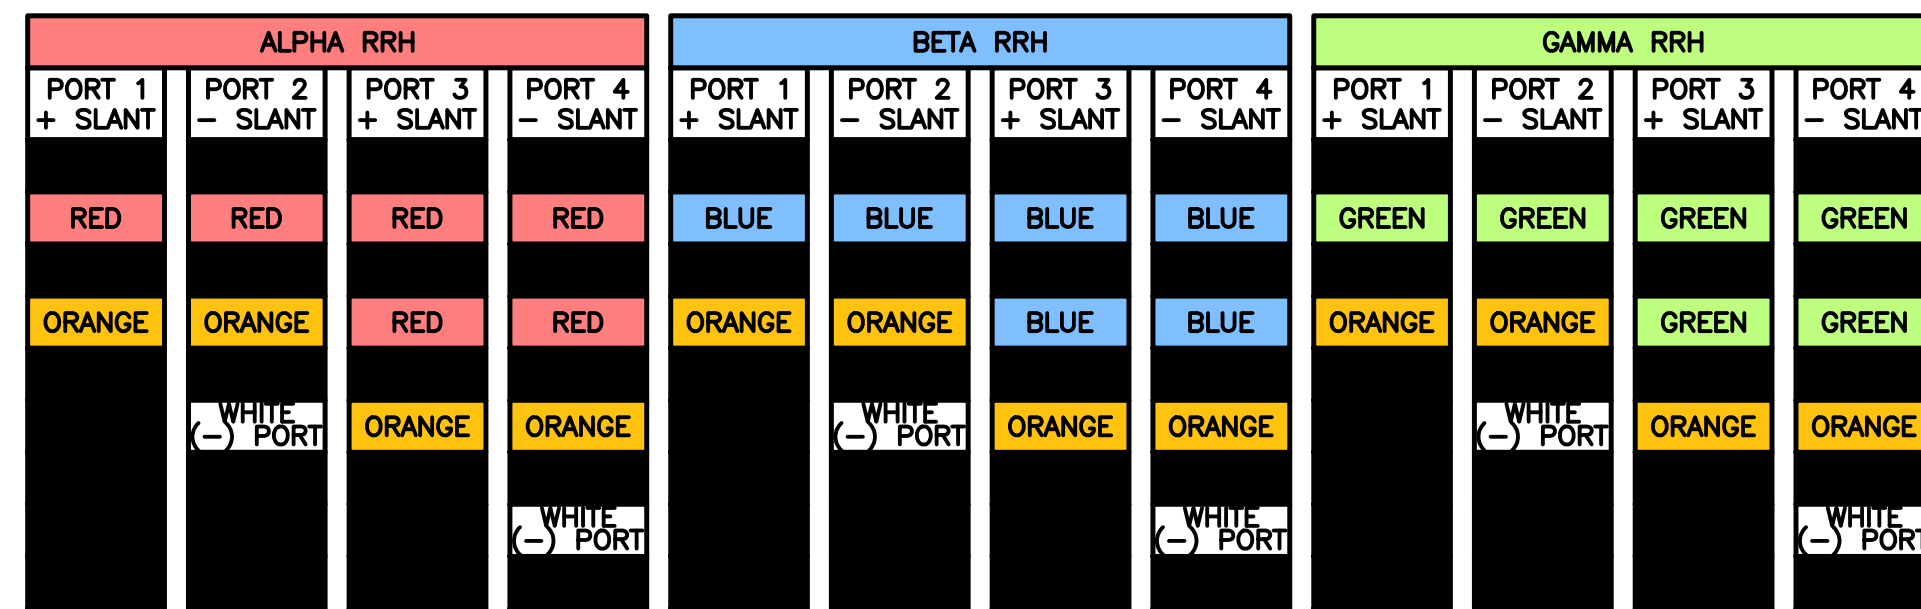 ALPHA RRH BETA RRH GAMMA RRH
PORT 1 PORT 2 PORT 3 PORT 4 PORT 1 PORT 2 PORT 3 PORT 4 PORT 1 PORT 2 PORT 3 PORT 4
+ SLANT - SLANT + SLANT - SLANT + SLANT - SLANT + SLANT - SLANT + SLANT - SLANT + SLANT - SLANT
RED RED RED RED BLUE BLUE BLUE BLUE GREEN GREEN GREEN GREEN
ORANGE ORANGE RED RED ORANGE ORANGE BLUE BLUE ORANGE ORANGE GREEN GREEN
WHITE ORANGE ORANGE WHITE ORANGE ORANGE WHITE ORANGE ORANGE
(-) PORT (-) PORT (-) PORT
WHITE WHITE WHITE
(-) PORT (-) PORT (-) PORT